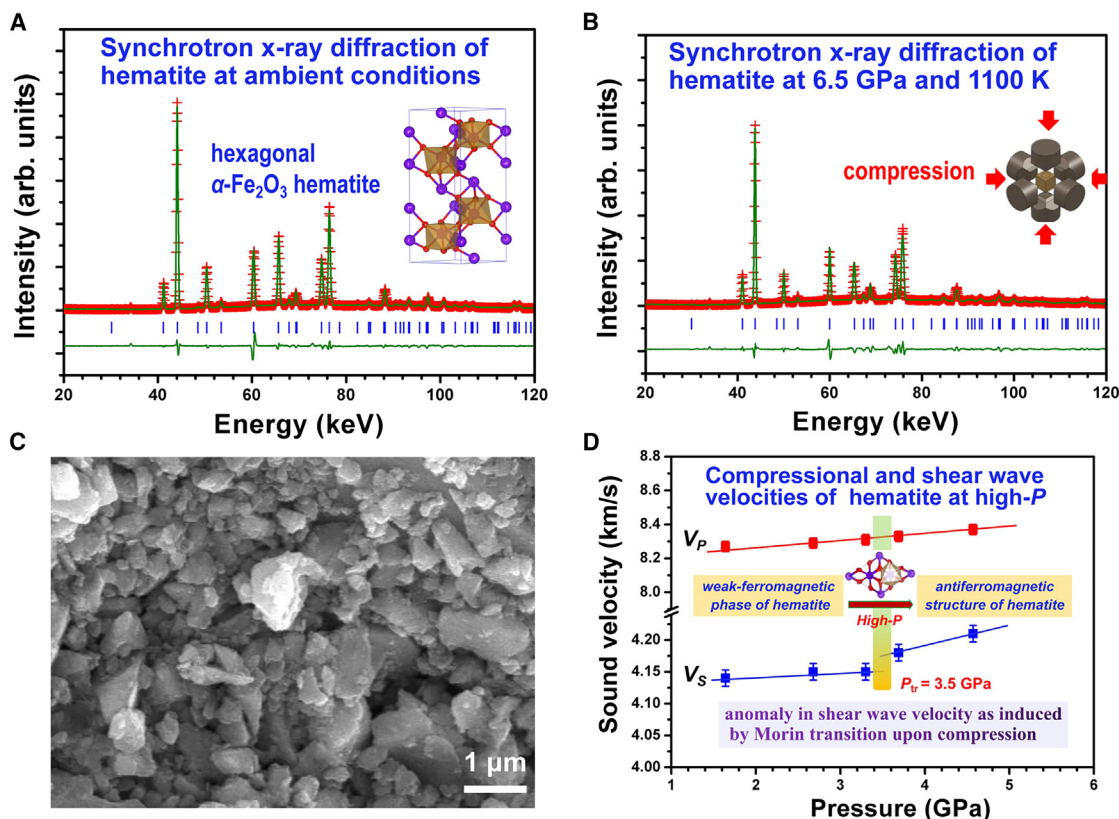 A
Synchrotron x-ray diffraction of
hematite at ambient conditions
hexagonal
α-Fe₂O₃ hematite
Intensity (arb. units)
20 40 60 80 100 120
Energy (keV)
B
Synchrotron x-ray diffraction of
hematite at 6.5 GPa and 1100 K
compression
Intensity (arb. units)
20 40 60 80 100 120
Energy (keV)
C
1 μm
D
Compressional and shear wave
velocities of hematite at high-P
Sound velocity (km/s)
8.8
8.6
8.4
8.2
8.0
4.20
4.15
4.10
4.05
4.00
V_P
weak-ferromagnetic
phase of hematite
High-P
antiferromagnetic
structure of hematite
V_S
P_tr = 3.5 GPa
anomaly in shear wave velocity as induced
by Morin transition upon compression
1 2 3 4 5 6
Pressure (GPa)